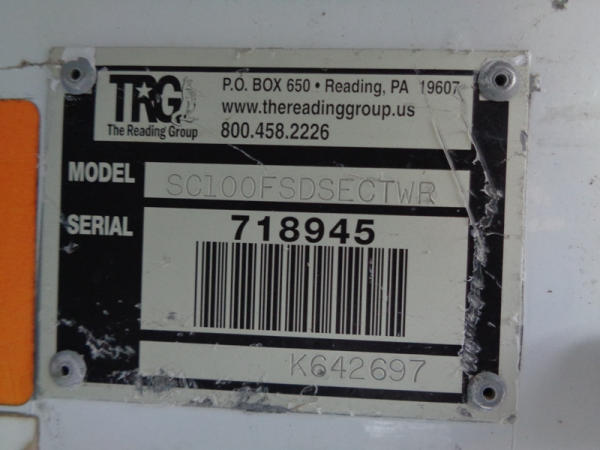 TRG
The Reading Group
P.O. BOX 650 • Reading, PA 19607
www.thereadinggroup.us
800.458.2226
MODEL SC100FSDSECTWR
SERIAL 718945
K642697